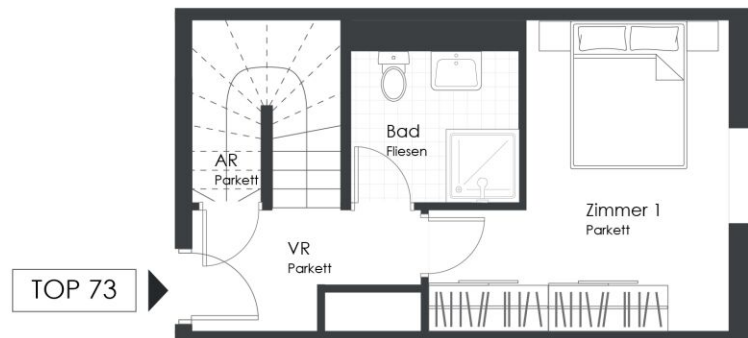 Bad
Fliesen
AR
Parkett
Zimmer 1
Parkett
VR
Parkett
TOP 73